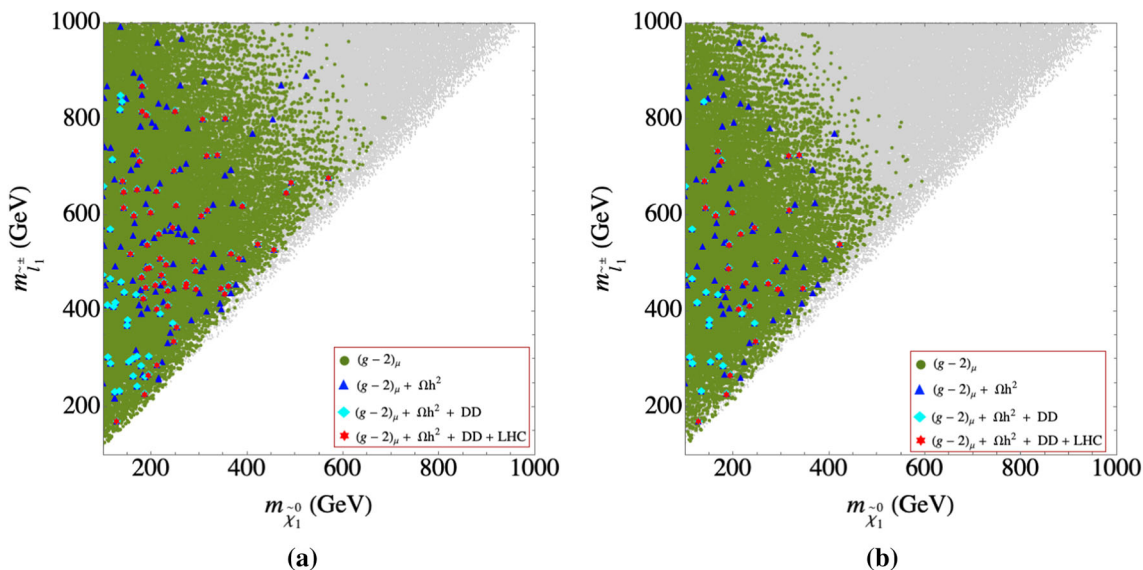 1000
800
600
400
200
m_{\tilde{l}_1^{\pm}} (GeV)
(g − 2)_μ
(g − 2)_μ + Ωh²
(g − 2)_μ + Ωh² + DD
(g − 2)_μ + Ωh² + DD + LHC
200 400 600 800 1000
m_{\tilde{χ}_1^0} (GeV)
(a)
1000
800
600
400
200
m_{\tilde{l}_1^{\pm}} (GeV)
(g − 2)_μ
(g − 2)_μ + Ωh²
(g − 2)_μ + Ωh² + DD
(g − 2)_μ + Ωh² + DD + LHC
200 400 600 800 1000
m_{\tilde{χ}_1^0} (GeV)
(b)